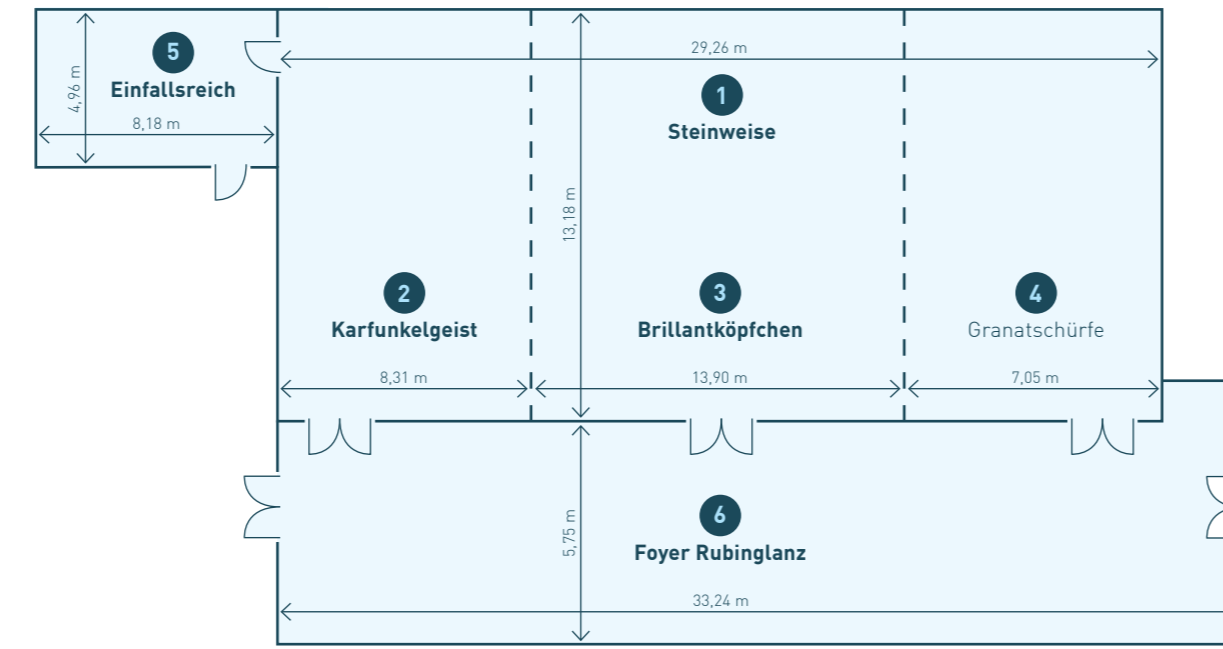 5
Einfallsreich
4,96 m
8,18 m
29,26 m
1
Steinweise
13,18 m
2
Karfunkelgeist
3
Brillantköpfchen
4
Granatschürfe
8,31 m
13,90 m
7,05 m
6
Foyer Rubinglanz
5,75 m
33,24 m